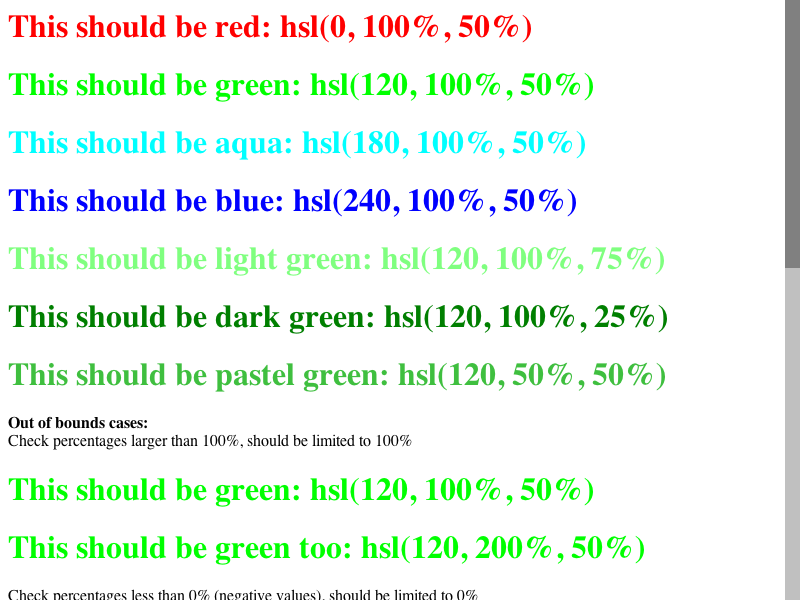 This should be red: hsl(0, 100%, 50%)
This should be green: hsl(120, 100%, 50%)
This should be aqua: hsl(180, 100%, 50%)
This should be blue: hsl(240, 100%, 50%)
This should be light green: hsl(120, 100%, 75%)
This should be dark green: hsl(120, 100%, 25%)
This should be pastel green: hsl(120, 50%, 50%)
Out of bounds cases:
Check percentages larger than 100%, should be limited to 100%
This should be green: hsl(120, 100%, 50%)
This should be green too: hsl(120, 200%, 50%)
Check percentages less than 0% (negative values), should be limited to 0%